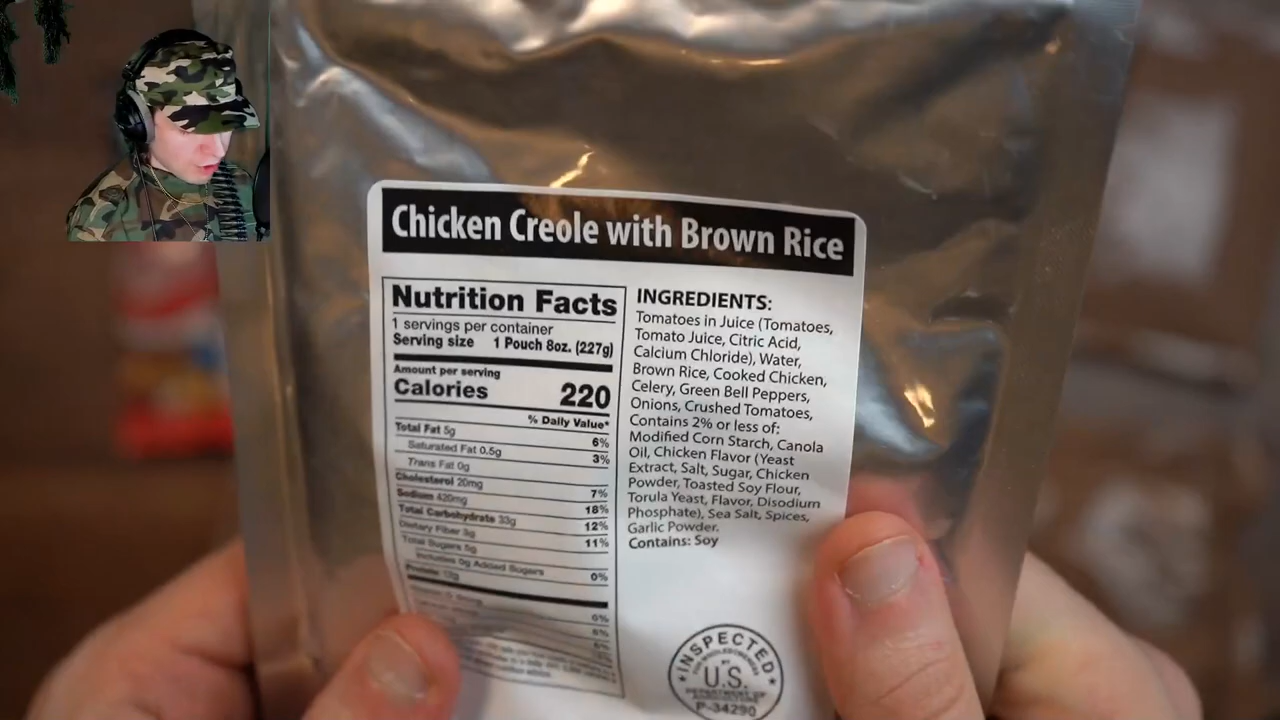 Chicken Creole with Brown Rice
Nutrition Facts
1 servings per container
Serving size 1 Pouch 8oz. (227g)
Amount per serving
Calories 220
% Daily Value*
Total Fat 5g 6%
Saturated Fat 0.5g 3%
Trans Fat 0g
Cholesterol 20mg 7%
Sodium 420mg 18%
Total Carbohydrate 33g 12%
Dietary Fiber 3g 11%
Total Sugars 5g
Includes 0g Added Sugars 0%
Protein
0%
6%
INGREDIENTS:
Tomatoes in Juice (Tomatoes,
Tomato Juice, Citric Acid,
Calcium Chloride), Water,
Brown Rice, Cooked Chicken,
Celery, Green Bell Peppers,
Onions, Crushed Tomatoes,
Contains 2% or less of:
Modified Corn Starch, Canola
Oil, Chicken Flavor (Yeast
Extract, Salt, Sugar, Chicken
Powder, Toasted Soy Flour,
Torula Yeast, Flavor, Disodium
Phosphate), Sea Salt, Spices,
Garlic Powder.
Contains: Soy
INSPECTED
U.S.
DEPARTMENT OF
P-34290